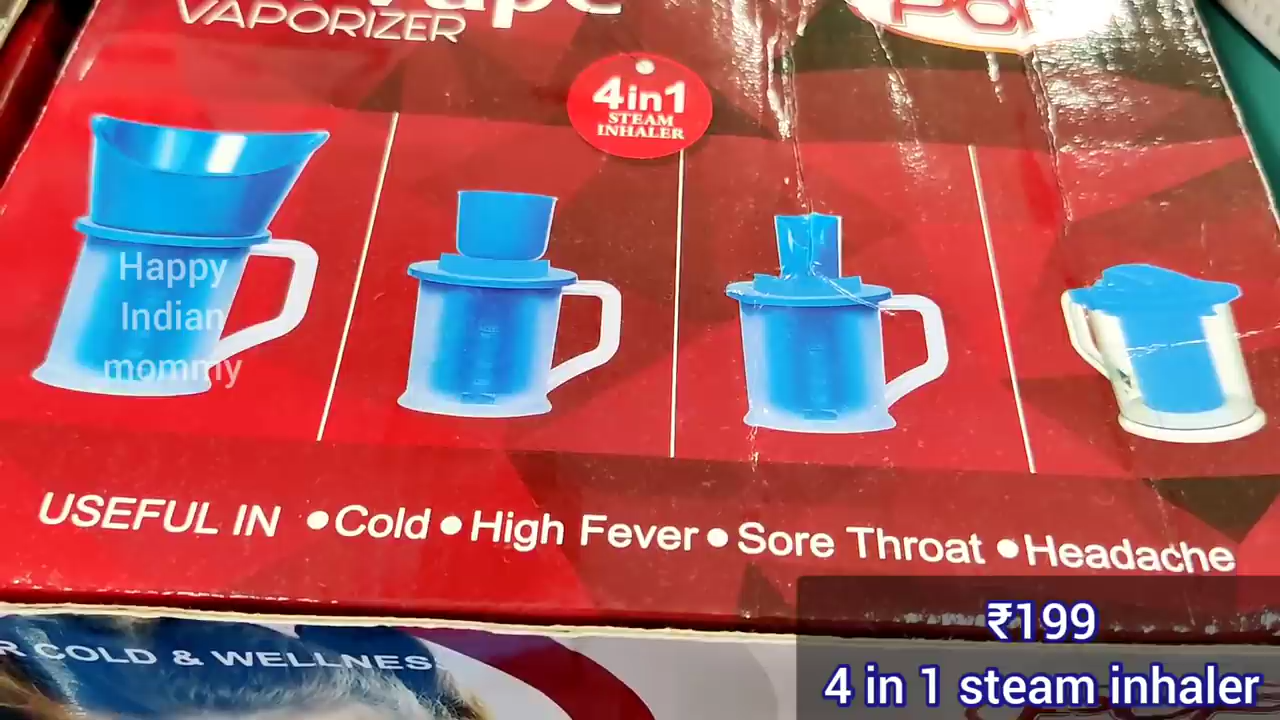 VAPORIZER
4in1
STEAM
INHALER
Happy
Indian
mommy
USEFUL IN •Cold •High Fever •Sore Throat •Headache
COLD & WELLNESS
₹199
4 in 1 steam inhaler